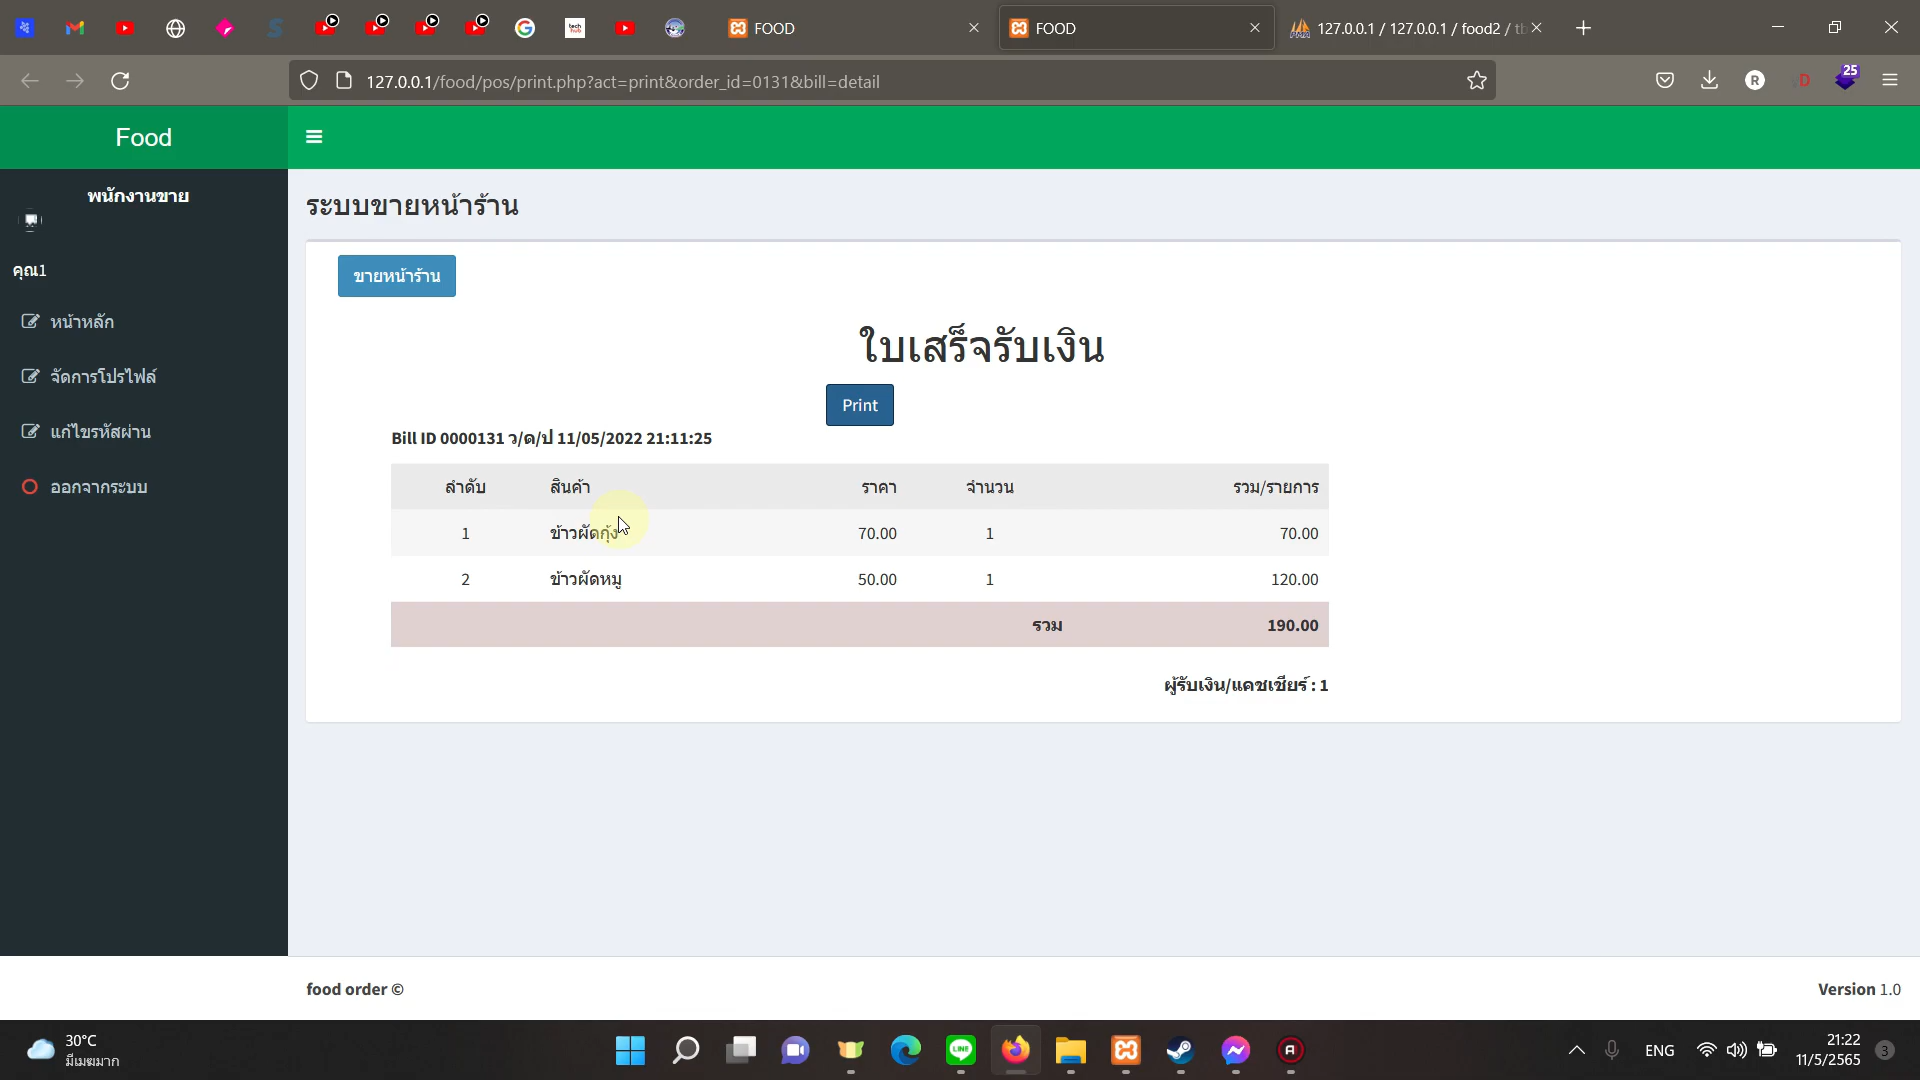 FOOD
FOOD
127.0.0.1 / 127.0.0.1 / food2 / tb
127.0.0.1/food/pos/print.php?act=print&order_id=0131&bill=detail
25
Food
พนักงานขาย
คุณ1
หน้าหลัก
จัดการโปรไฟล์
แก้ไขรหัสผ่าน
ออกจากระบบ
ระบบขายหน้าร้าน
ขายหน้าร้าน
ใบเสร็จรับเงิน
Print
Bill ID 0000131 ว/ด/ป 11/05/2022 21:11:25
ลำดับ สินค้า ราคา จำนวน รวม/รายการ
1 ข้าวผัดกุ้ง 70.00 1 70.00
2 ข้าวผัดหมู 50.00 1 120.00
รวม 190.00
ผู้รับเงิน/แคชเชียร์ : 1
food order ©
Version 1.0
30°C
มีเมฆมาก
ENG
21:22
11/5/2565
3